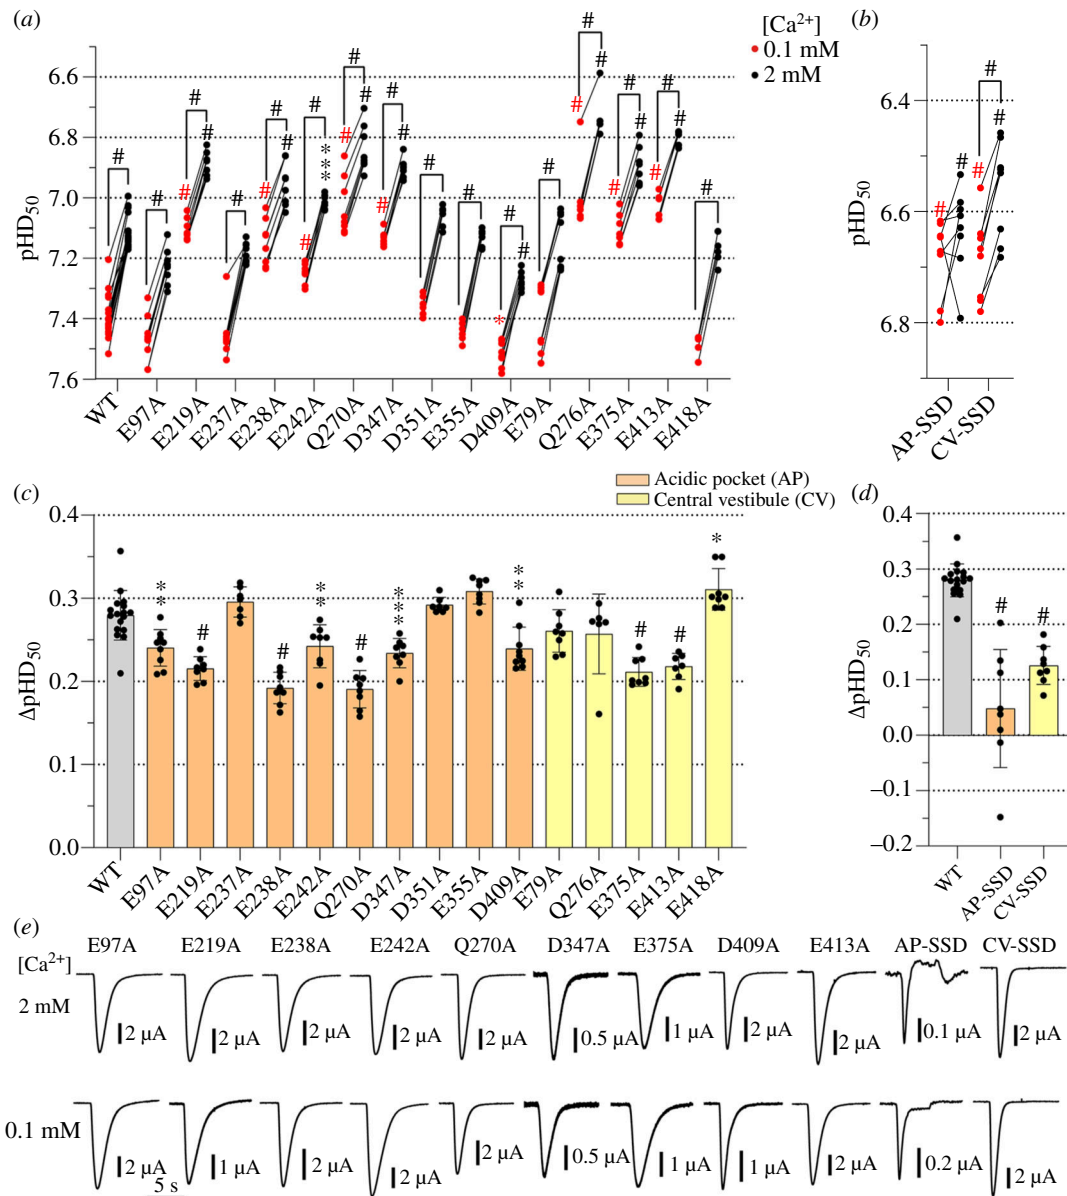 (a)
[Ca2+]
0.1 mM
2 mM
pHD50
6.6
6.8
7.0
7.2
7.4
7.6
# # # # # # # # # # # # # # # #
# # # # # # # # #
# # *** # # # # # # #
*
WT E97A E219A E237A E238A E242A Q270A D347A D351A E355A D409A E79A Q276A E375A E413A E418A
(b)
pHD50
6.4
6.6
6.8
#
# # # #
AP-SSD CV-SSD
(c)
Acidic pocket (AP)
Central vestibule (CV)
ΔpHD50
0.4
0.3
0.2
0.1
0.0
** # # ** # *** ** # # *
WT E97A E219A E237A E238A E242A Q270A D347A D351A E355A D409A E79A Q276A E375A E413A E418A
(d)
ΔpHD50
0.4
0.3
0.2
0.1
0.0
–0.1
–0.2
# #
WT AP-SSD CV-SSD
(e)
E97A E219A E238A E242A Q270A D347A E375A D409A E413A AP-SSD CV-SSD
[Ca2+]
2 mM
2 µA 2 µA 2 µA 2 µA 2 µA 0.5 µA 1 µA 2 µA 2 µA 0.1 µA 2 µA
0.1 mM
2 µA 1 µA 2 µA 2 µA 2 µA 0.5 µA 1 µA 1 µA 2 µA 0.2 µA 2 µA
5 s